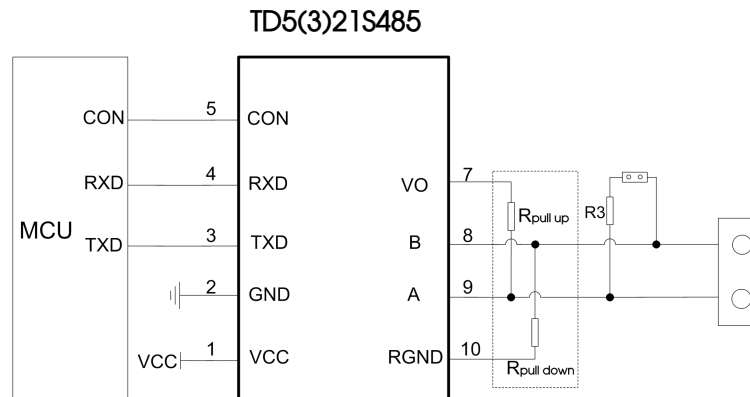 TD5(3)21S485
CON 5 CON
RXD 4 RXD VO 7
Rpull up R3
MCU TXD 3 TXD B 8
2 GND A 9
VCC 1 VCC RGND 10
Rpull down